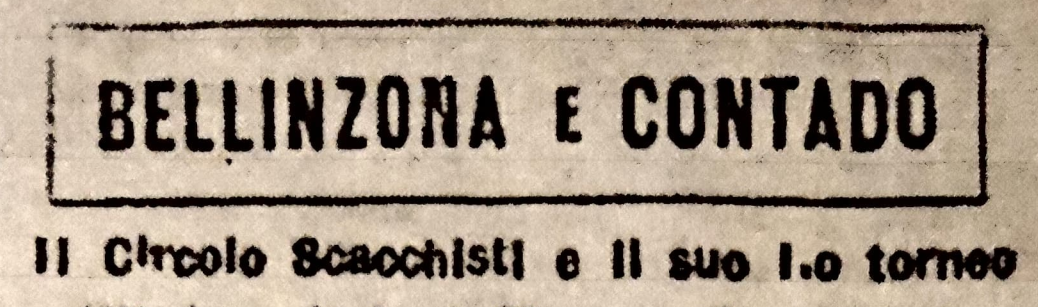 BELLINZONA E CONTADO
Il Circolo Scacchisti e il suo I.o torneo